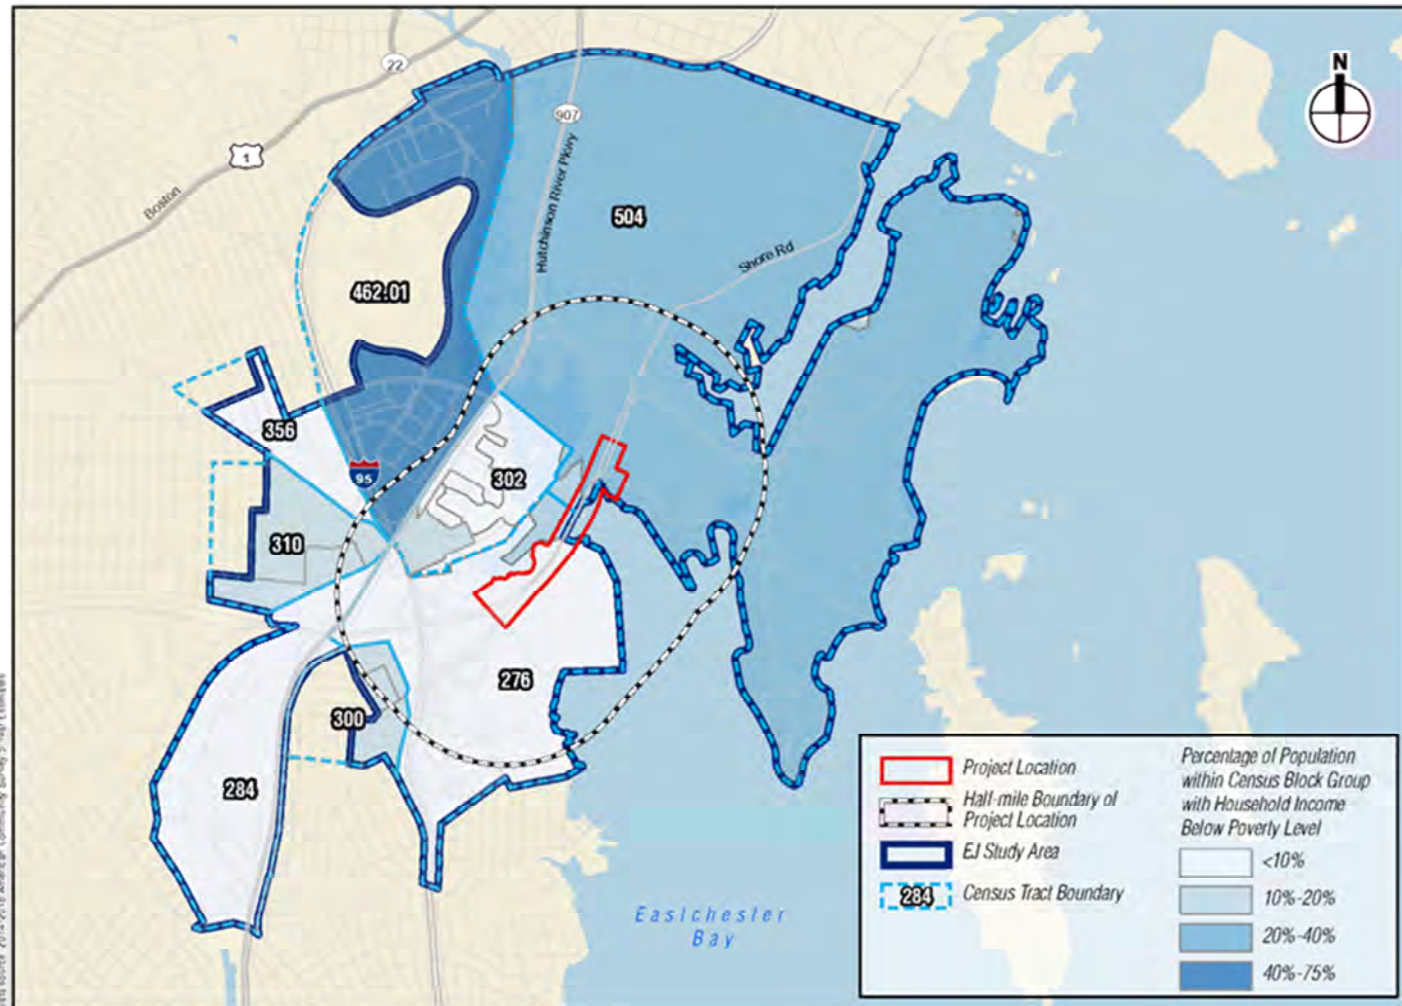 N
22
907
1
Boston
Hutchinson River Pkwy
504
Shore Rd
462.01
356
95
302
310
276
300
284
Eastchester
Bay
Project Location
Half-mile Boundary of
Project Location
EJ Study Area
284
Census Tract Boundary
Percentage of Population
within Census Block Group
with Household Income
Below Poverty Level
<10%
10%-20%
20%-40%
40%-75%